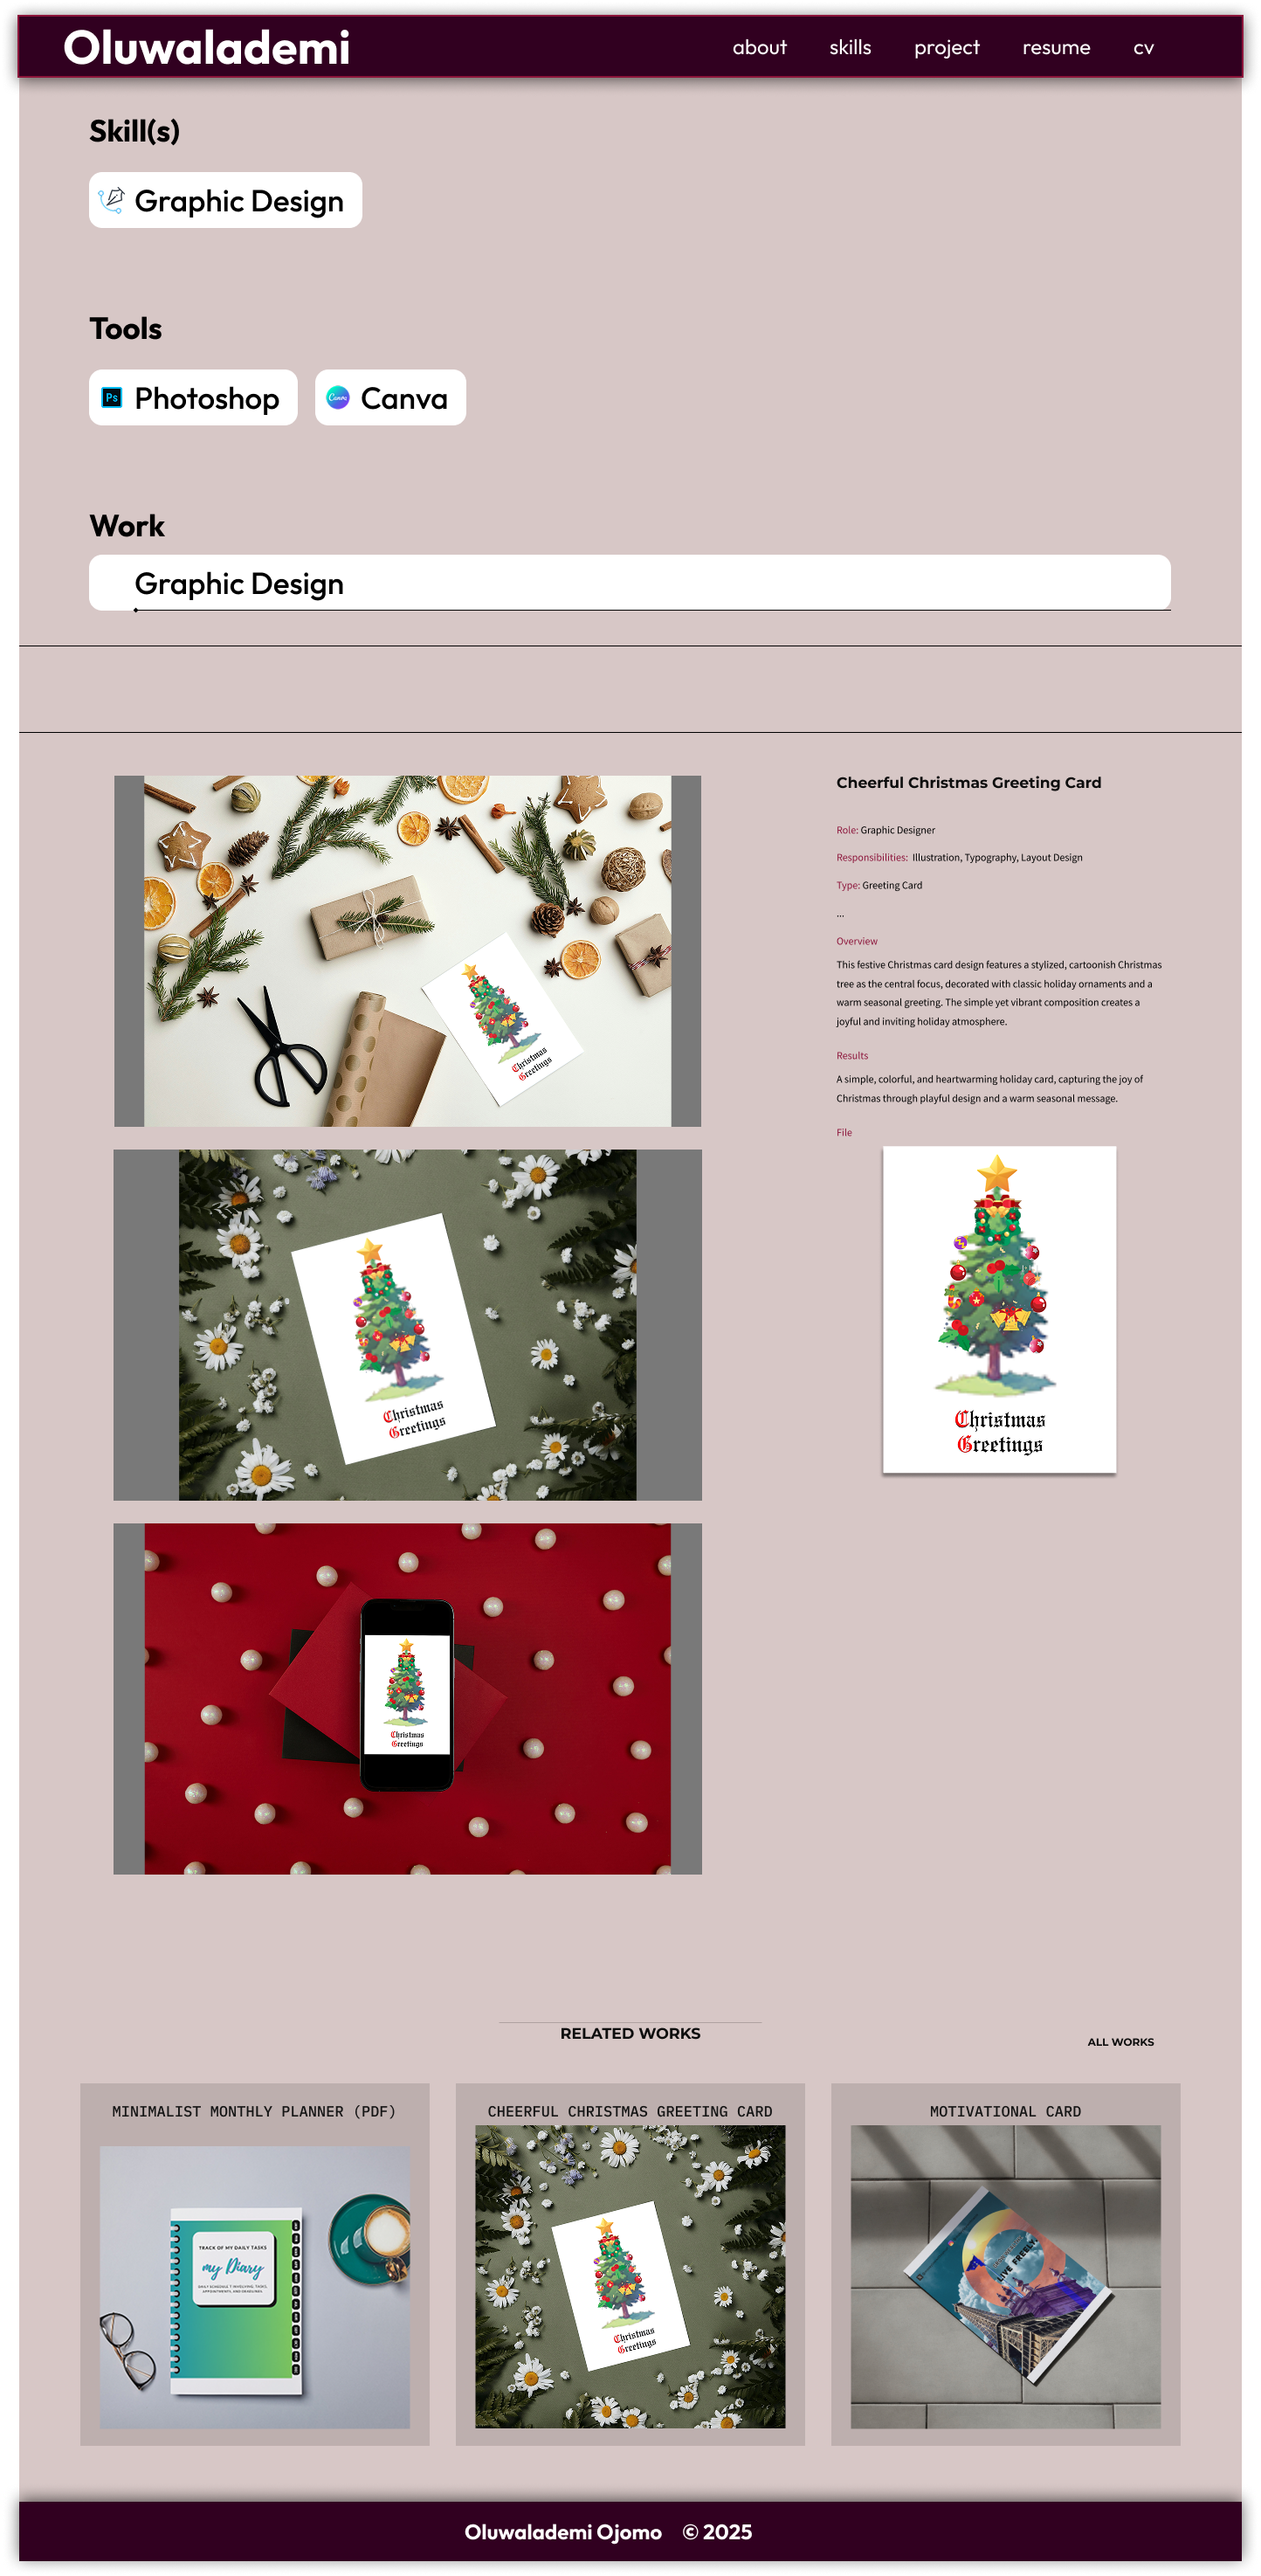 Oluwalademi
about skills project resume cv
Skill(s)
Graphic Design
Tools
Ps Photoshop
Canva Canva
Work
Graphic Design
Cheerful Christmas Greeting Card
Role: Graphic Designer
Responsibilities: Illustration, Typography, Layout Design
Type: Greeting Card
...
Overview
This festive Christmas card design features a stylized, cartoonish Christmas
tree as the central focus, decorated with classic holiday ornaments and a
warm seasonal greeting. The simple yet vibrant composition creates a
joyful and inviting holiday atmosphere.
Results
A simple, colorful, and heartwarming holiday card, capturing the joy of
Christmas through playful design and a warm seasonal message.
File
Christmas
Greetings
Christmas
Greetings
Christmas
Greetings
Christmas
Greetings
RELATED WORKS
ALL WORKS
MINIMALIST MONTHLY PLANNER (PDF)
TRACK OF MY DAILY TASKS
my Diary
CHEERFUL CHRISTMAS GREETING CARD
Christmas
Greetings
MOTIVATIONAL CARD
LIVE FREELY
Oluwalademi Ojomo © 2025